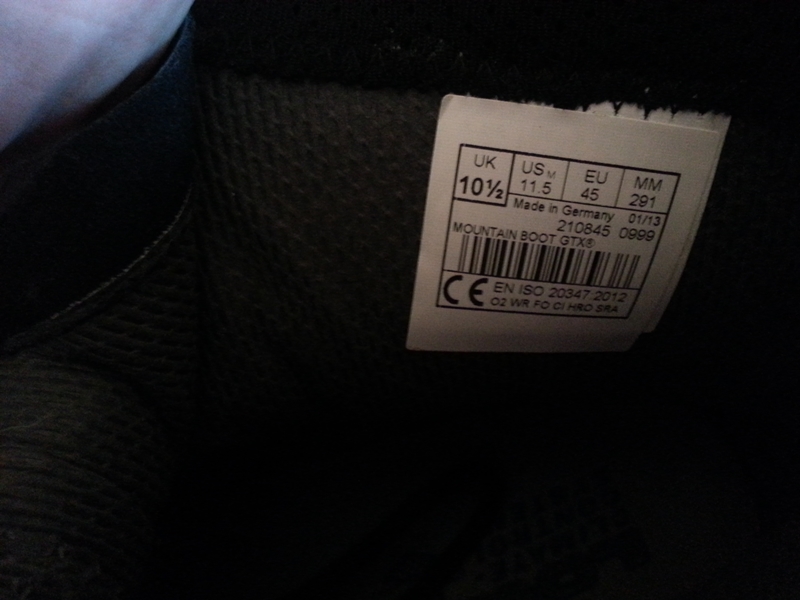 UK US M EU MM
10½ 11.5 45 291
Made in Germany 01/13
210845 0999
MOUNTAIN BOOT GTX®
CE EN ISO 20347:2012
O2 WR FO CI HRO SRA